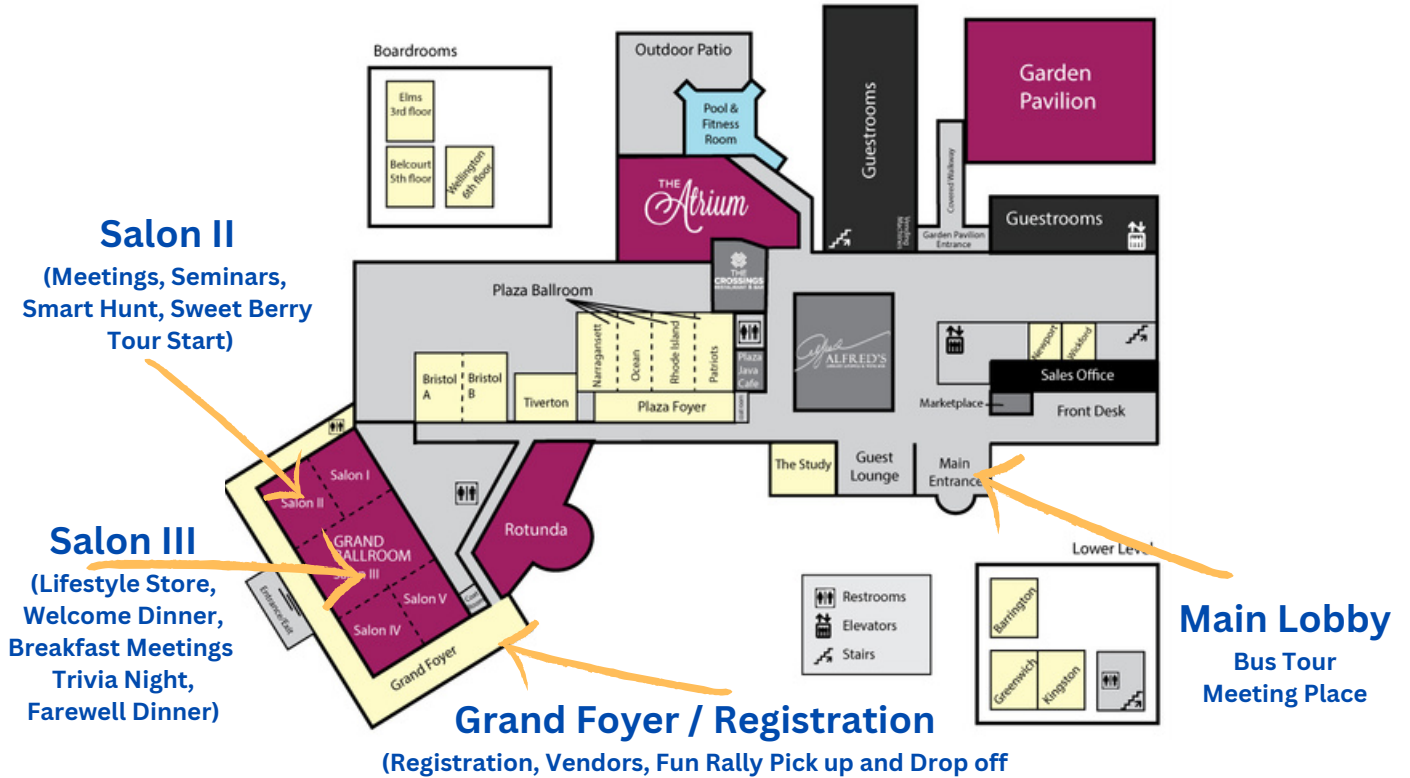 Boardrooms
Elms
3rd floor
Belcourt
5th floor
Wellington
6th floor
Outdoor Patio
Pool &
Fitness
Room
THE
Atrium
Guestrooms
Vending
Machines
Covered Walkway
Garden
Pavilion
Garden Pavilion
Entrance
Guestrooms
Salon II
(Meetings, Seminars,
Smart Hunt, Sweet Berry
Tour Start)
Plaza Ballroom
THE
CROSSINGS
RESTAURANT & BAR
Narragansett
Ocean
Rhode Island
Patriots
Plaza
Java
Cafe
Bristol
A
Bristol
B
Tiverton
Plaza Foyer
ALFRED'S
Newport
Wickford
Sales Office
Marketplace
Front Desk
The Study
Guest
Lounge
Main
Entrance
Salon I
Salon II
GRAND
BALLROOM
Salon III
Salon V
Salon IV
Coat
Room
Rotunda
Entrance/Exit
Grand Foyer
Salon III
(Lifestyle Store,
Welcome Dinner,
Breakfast Meetings
Trivia Night,
Farewell Dinner)
Restrooms
Elevators
Stairs
Lower Level
Barrington
Greenwich
Kingston
Main Lobby
Bus Tour
Meeting Place
Grand Foyer / Registration
(Registration, Vendors, Fun Rally Pick up and Drop off